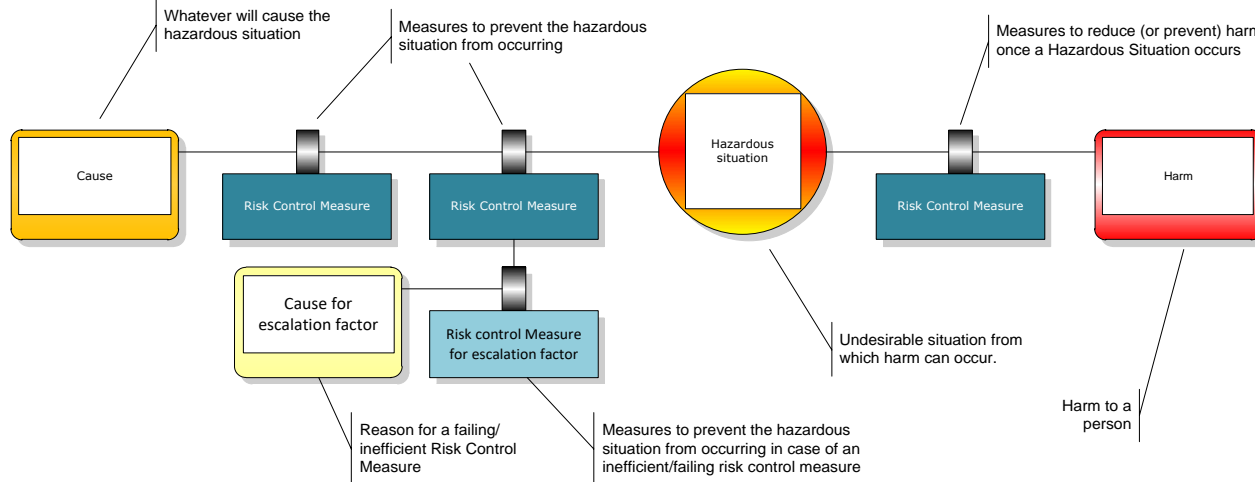 Whatever will cause the
hazardous situation
Measures to prevent the hazardous
situation from occurring
Measures to reduce (or prevent) harm
once a Hazardous Situation occurs
Cause
Risk Control Measure
Risk Control Measure
Hazardous
situation
Risk Control Measure
Harm
Cause for
escalation factor
Risk control Measure
for escalation factor
Undesirable situation from
which harm can occur.
Reason for a failing/
inefficient Risk Control
Measure
Measures to prevent the hazardous
situation from occurring in case of an
inefficient/failing risk control measure
Harm to a
person